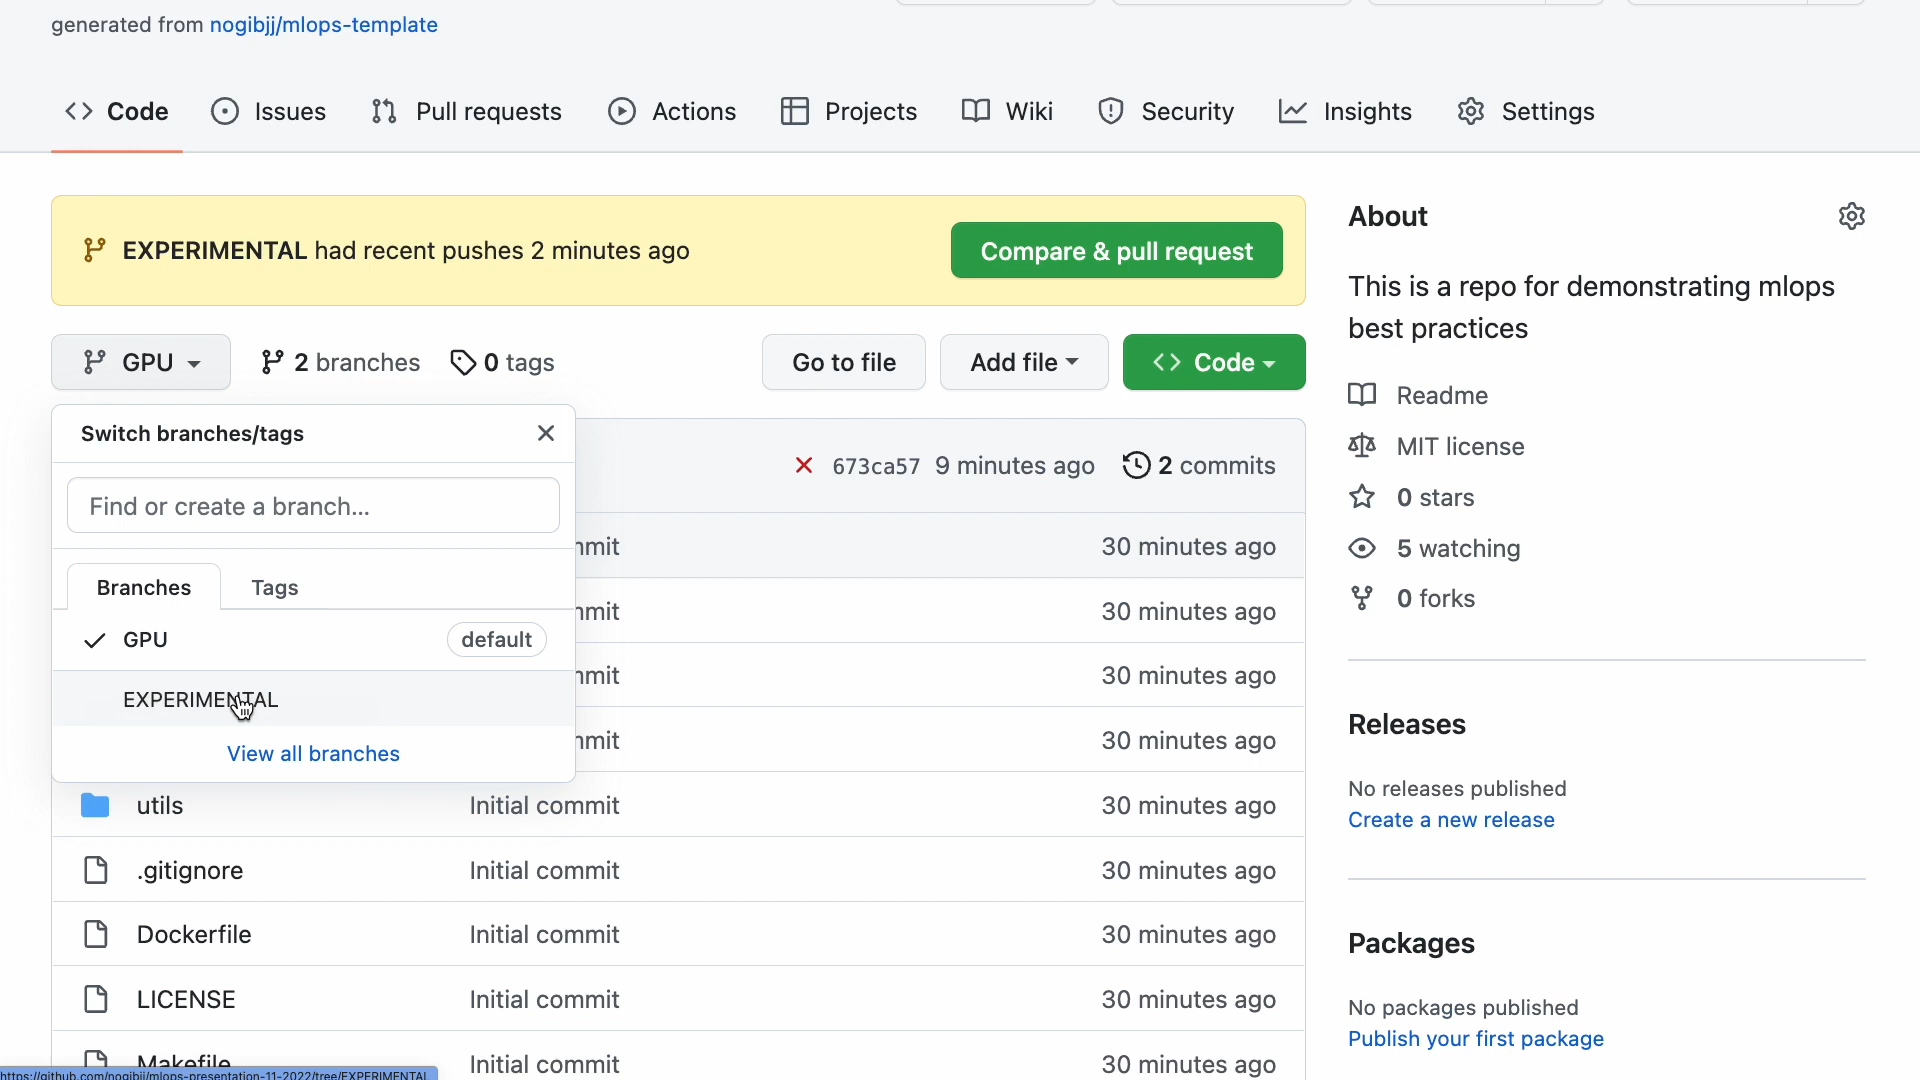 generated from nogibjj/mlops-template
Code Issues Pull requests Actions Projects Wiki Security Insights Settings
EXPERIMENTAL had recent pushes 2 minutes ago
Compare & pull request
GPU 2 branches 0 tags
Go to file Add file Code
Switch branches/tags
Find or create a branch...
Branches Tags
GPU default
EXPERIMENTAL
View all branches
673ca57 9 minutes ago 2 commits
30 minutes ago
30 minutes ago
30 minutes ago
30 minutes ago
utils Initial commit 30 minutes ago
.gitignore Initial commit 30 minutes ago
Dockerfile Initial commit 30 minutes ago
LICENSE Initial commit 30 minutes ago
Makefile Initial commit 30 minutes ago
https://github.com/nogibjj/mlops-presentation-11-2022/tree/EXPERIMENTAL
About
This is a repo for demonstrating mlops
best practices
Readme
MIT license
0 stars
5 watching
0 forks
Releases
No releases published
Create a new release
Packages
No packages published
Publish your first package